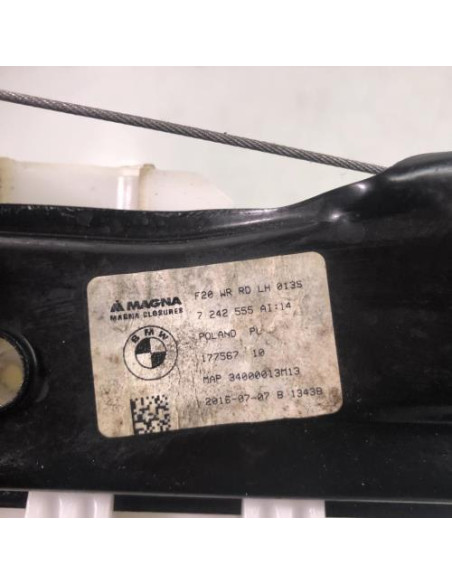 MAGNA
MAGNA CLOSURES
BMW
F20 WR RD LH 0135
7 242 555 AI:14
POLAND PL
177567 10
MAP 34000013M13
2016-07-07 B 13438